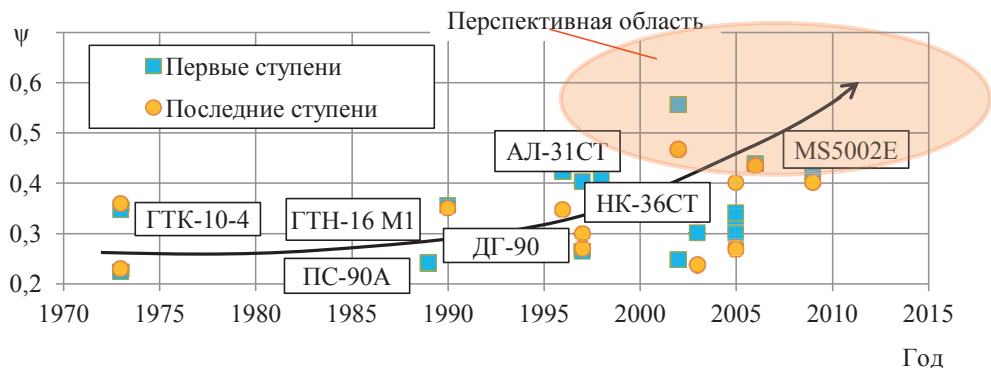 Перспективная область
ψ
0,6
0,5
0,4
0,3
0,2
Первые ступени
Последние ступени
АЛ-31СТ
MS5002E
НК-36СТ
ГТК-10-4
ГТН-16 М1
ДГ-90
ПС-90А
1970 1975 1980 1985 1990 1995 2000 2005 2010 2015
Год